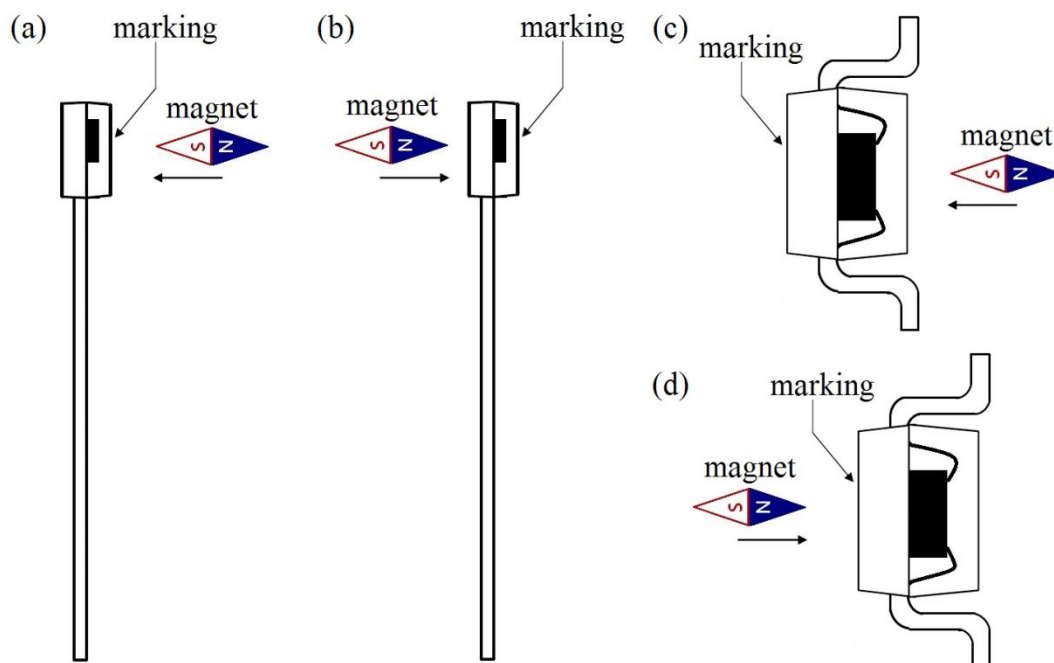 (a)
marking
magnet
S N
(b)
marking
magnet
S N
(c)
marking
magnet
S N
(d)
marking
magnet
S N